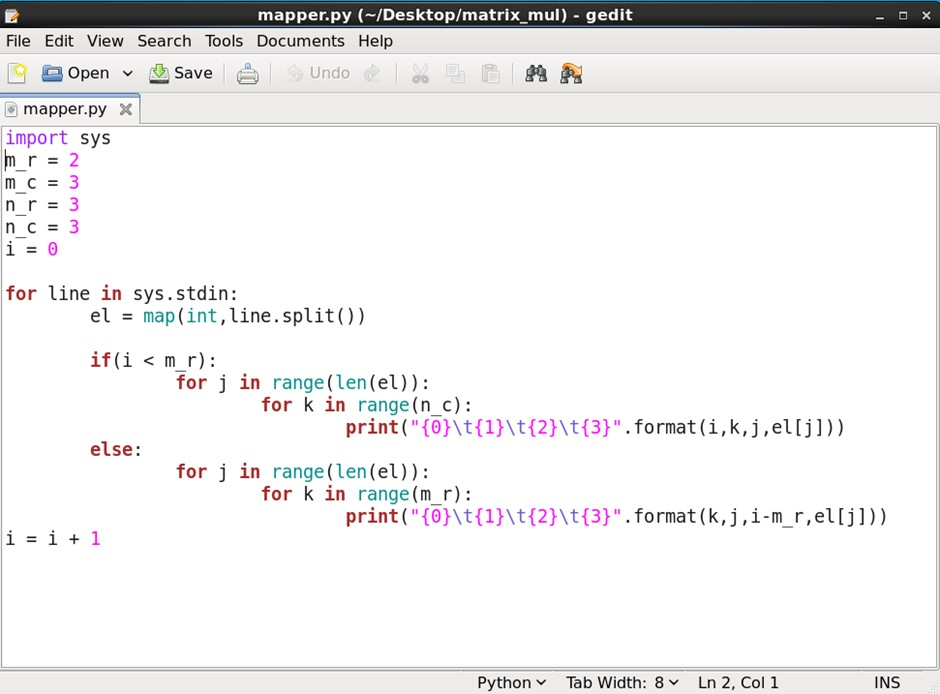 mapper.py (~/Desktop/matrix_mul) - gedit
File Edit View Search Tools Documents Help
Open Save Undo
mapper.py
import sys
m_r = 2
m_c = 3
n_r = 3
n_c = 3
i = 0
for line in sys.stdin:
        el = map(int,line.split())
        if(i < m_r):
                for j in range(len(el)):
                        for k in range(n_c):
                                print("{0}\t{1}\t{2}\t{3}".format(i,k,j,el[j]))
        else:
                for j in range(len(el)):
                        for k in range(m_r):
                                print("{0}\t{1}\t{2}\t{3}".format(k,j,i-m_r,el[j]))
i = i + 1
Python Tab Width: 8 Ln 2, Col 1 INS